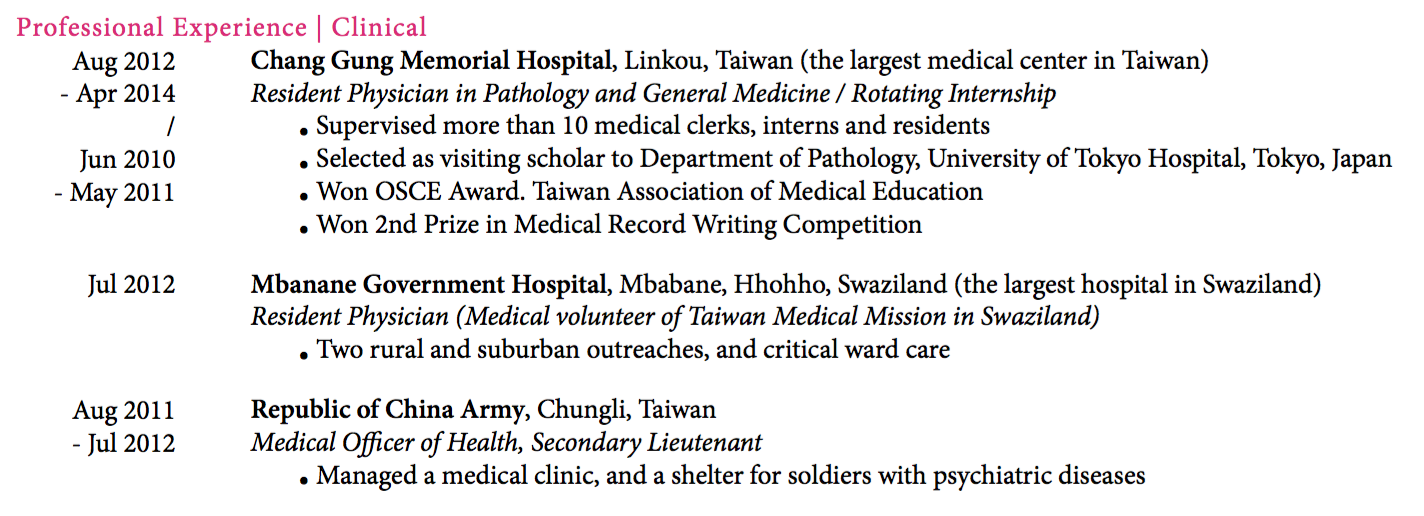 Professional Experience | Clinical
Aug 2012 Chang Gung Memorial Hospital, Linkou, Taiwan (the largest medical center in Taiwan)
- Apr 2014 Resident Physician in Pathology and General Medicine / Rotating Internship
/ • Supervised more than 10 medical clerks, interns and residents
Jun 2010 • Selected as visiting scholar to Department of Pathology, University of Tokyo Hospital, Tokyo, Japan
- May 2011 • Won OSCE Award. Taiwan Association of Medical Education
• Won 2nd Prize in Medical Record Writing Competition
Jul 2012 Mbanane Government Hospital, Mbabane, Hhohho, Swaziland (the largest hospital in Swaziland)
Resident Physician (Medical volunteer of Taiwan Medical Mission in Swaziland)
• Two rural and suburban outreaches, and critical ward care
Aug 2011 Republic of China Army, Chungli, Taiwan
- Jul 2012 Medical Officer of Health, Secondary Lieutenant
• Managed a medical clinic, and a shelter for soldiers with psychiatric diseases